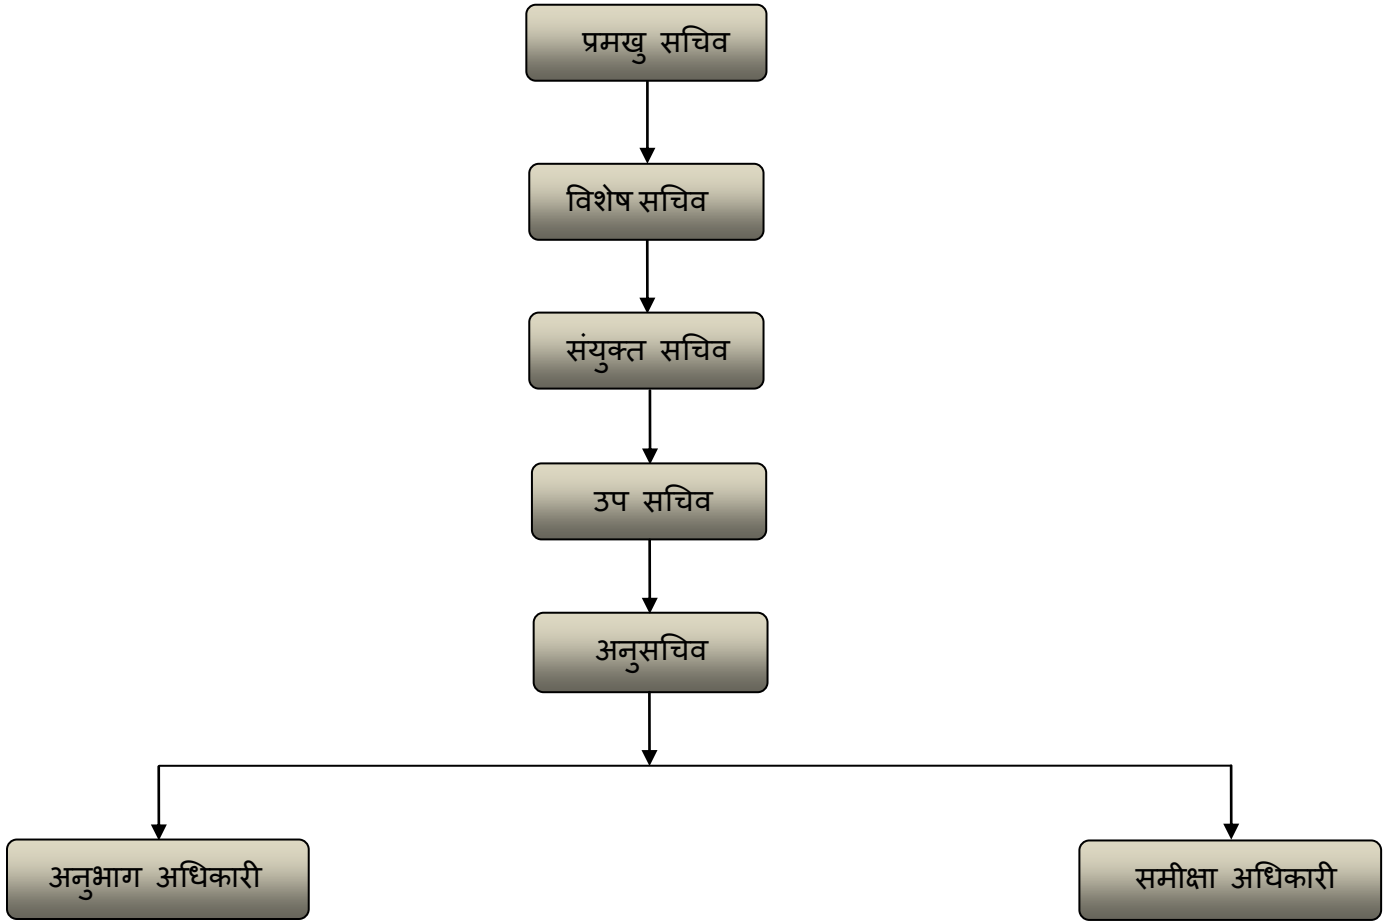 प्रमखु सचिव
विशेष सचिव
संयुक्त सचिव
उप सचिव
अनुसचिव
अनुभाग अधिकारी
समीक्षा अधिकारी